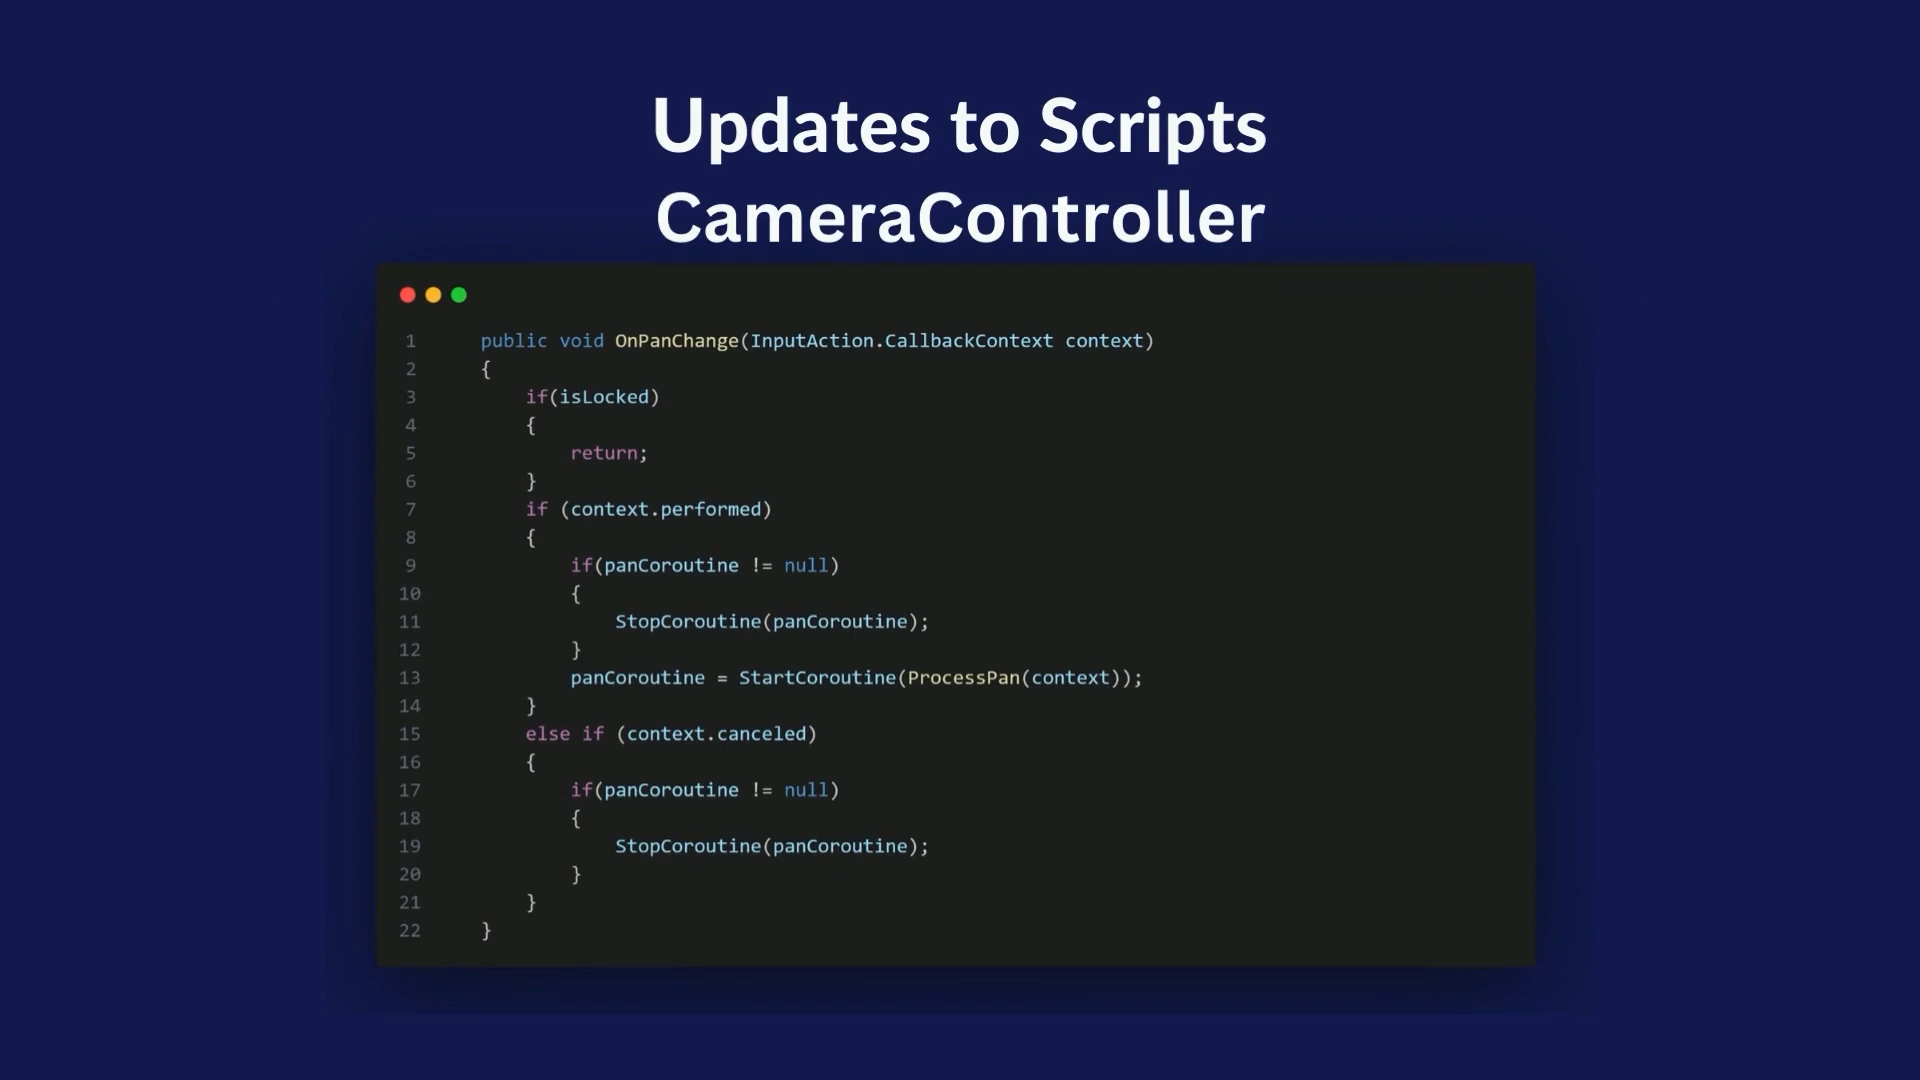 Updates to Scripts
CameraController
1 public void OnPanChange(InputAction.CallbackContext context)
2 {
3     if(isLocked)
4     {
5         return;
6     }
7     if (context.performed)
8     {
9         if(panCoroutine != null)
10         {
11             StopCoroutine(panCoroutine);
12         }
13         panCoroutine = StartCoroutine(ProcessPan(context));
14     }
15     else if (context.canceled)
16     {
17         if(panCoroutine != null)
18         {
19             StopCoroutine(panCoroutine);
20         }
21     }
22 }